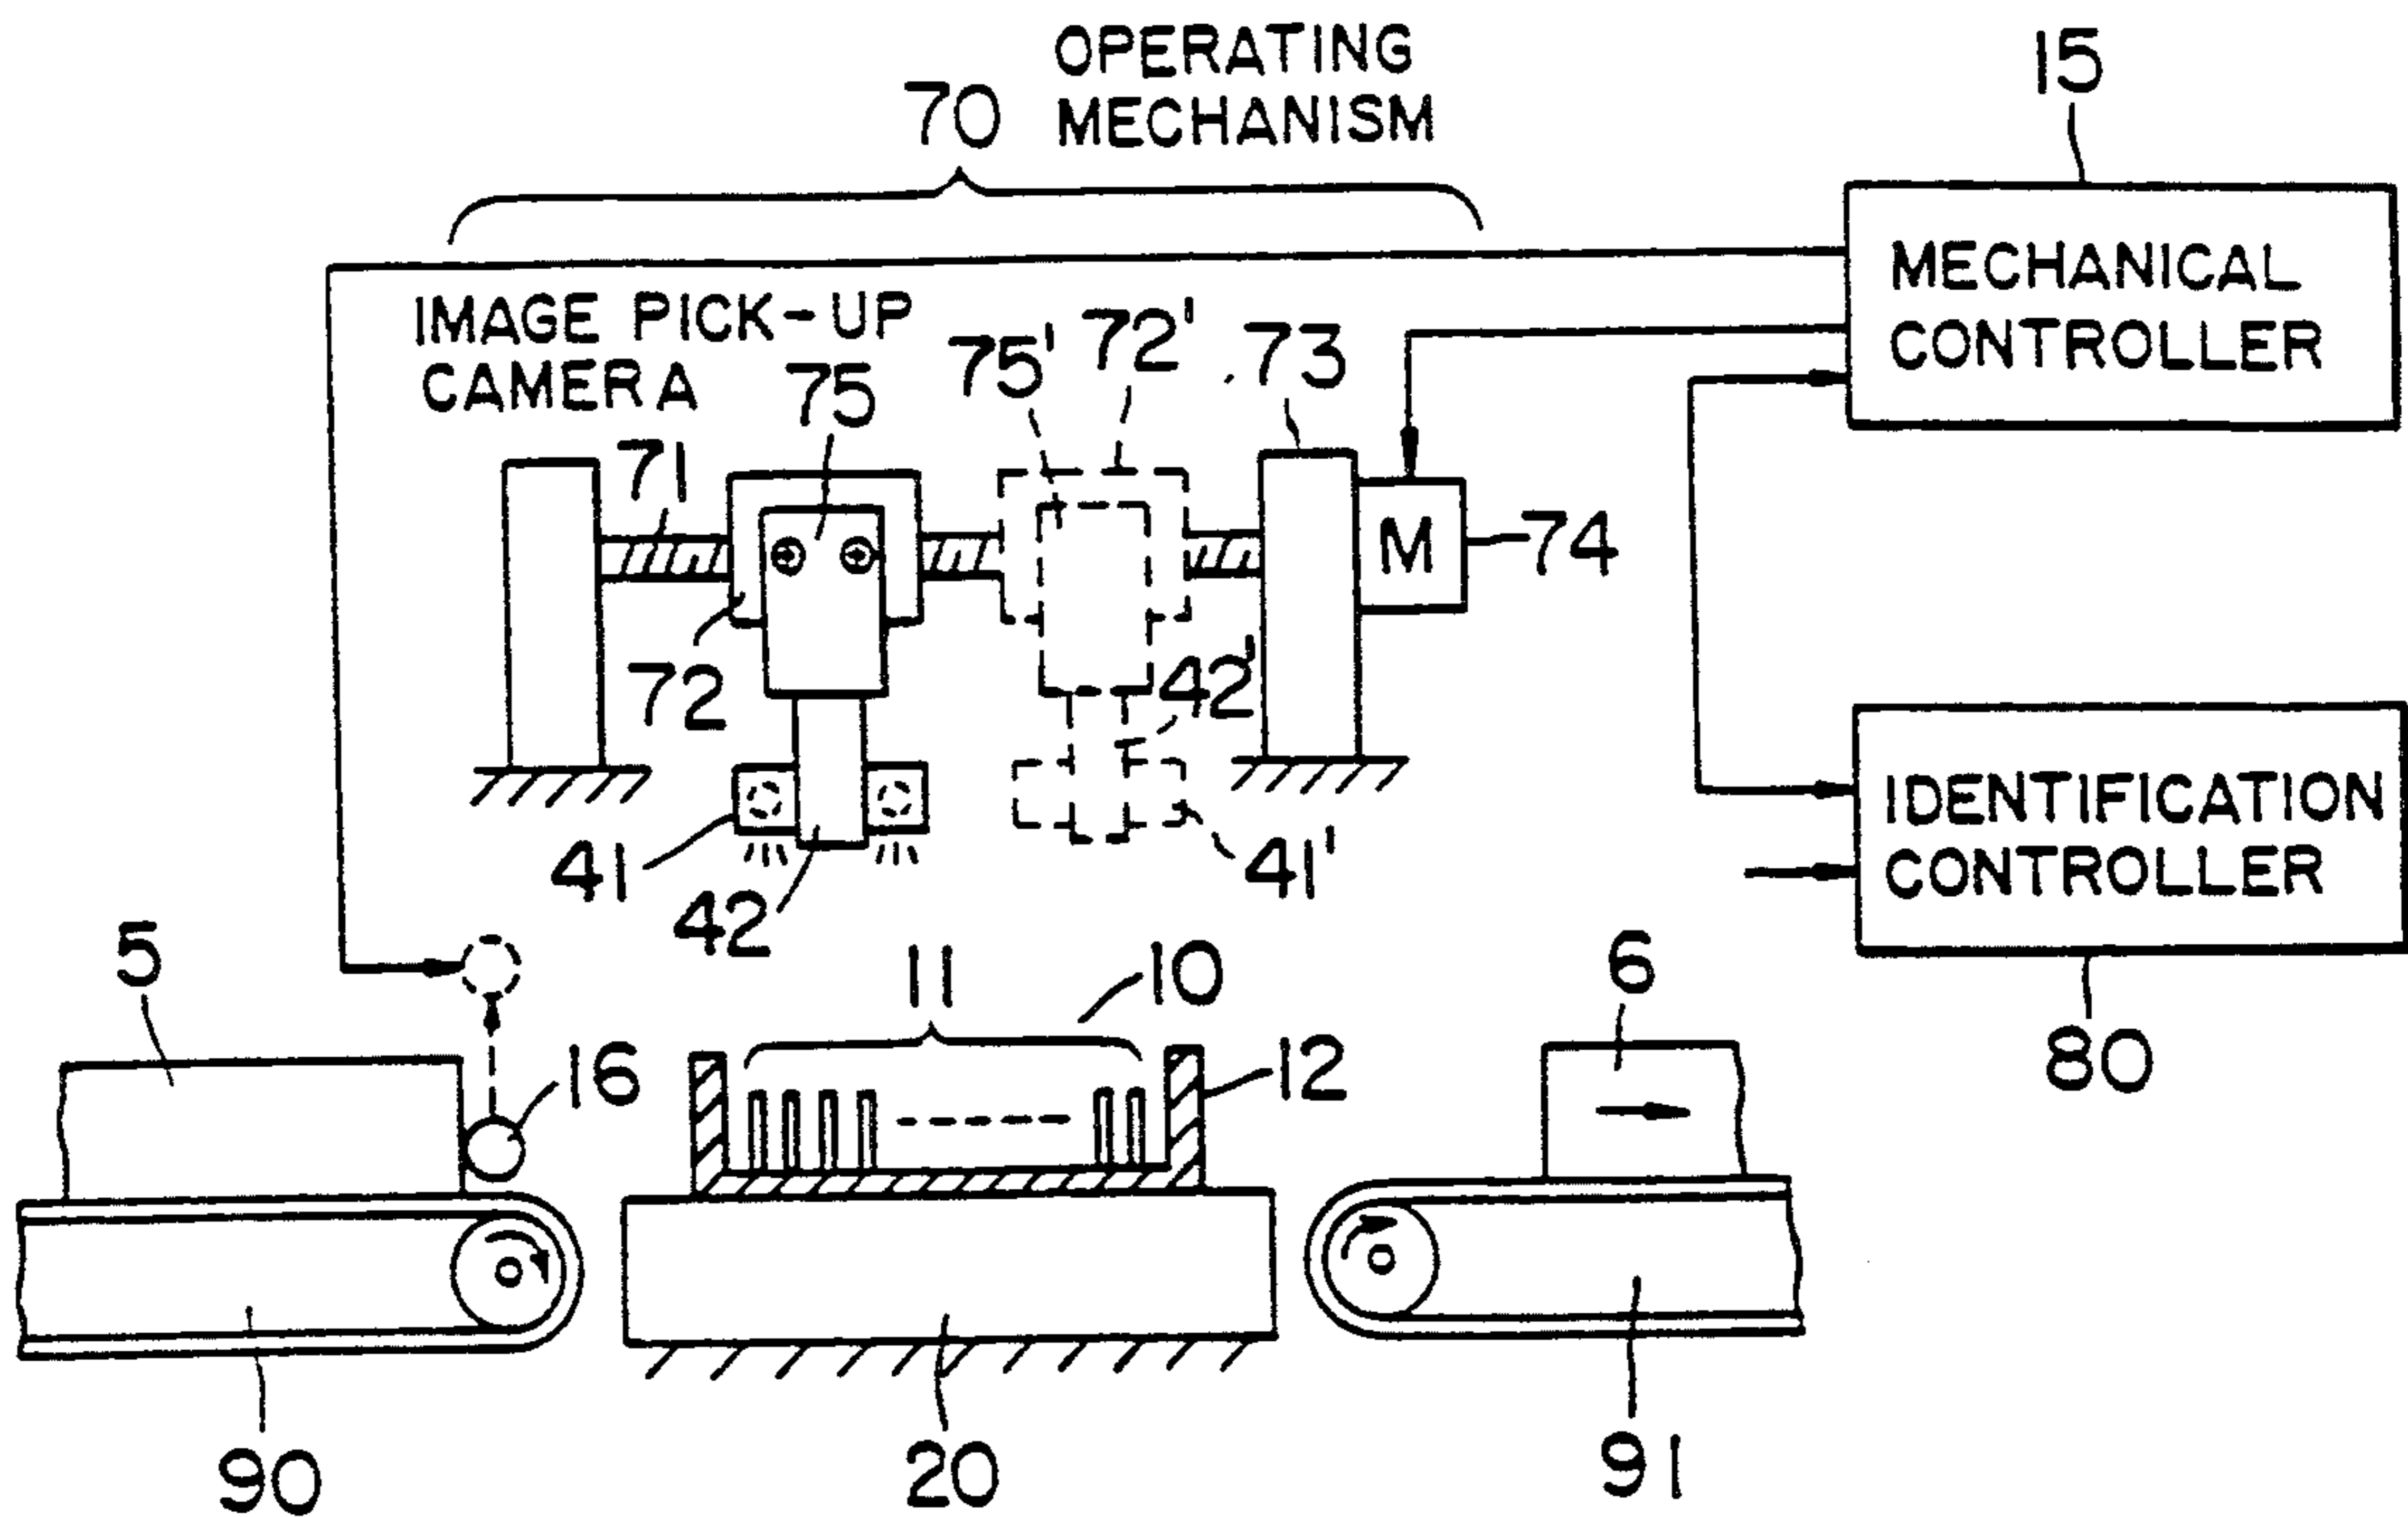 OPERATING
70 MECHANISM
15
MECHANICAL
CONTROLLER
IMAGE PICK-UP
CAMERA
75
75'
72'
73
71
M
74
72
42'
41
42
41'
IDENTIFICATION
CONTROLLER
80
5
16
11
10
12
6
90
20
91